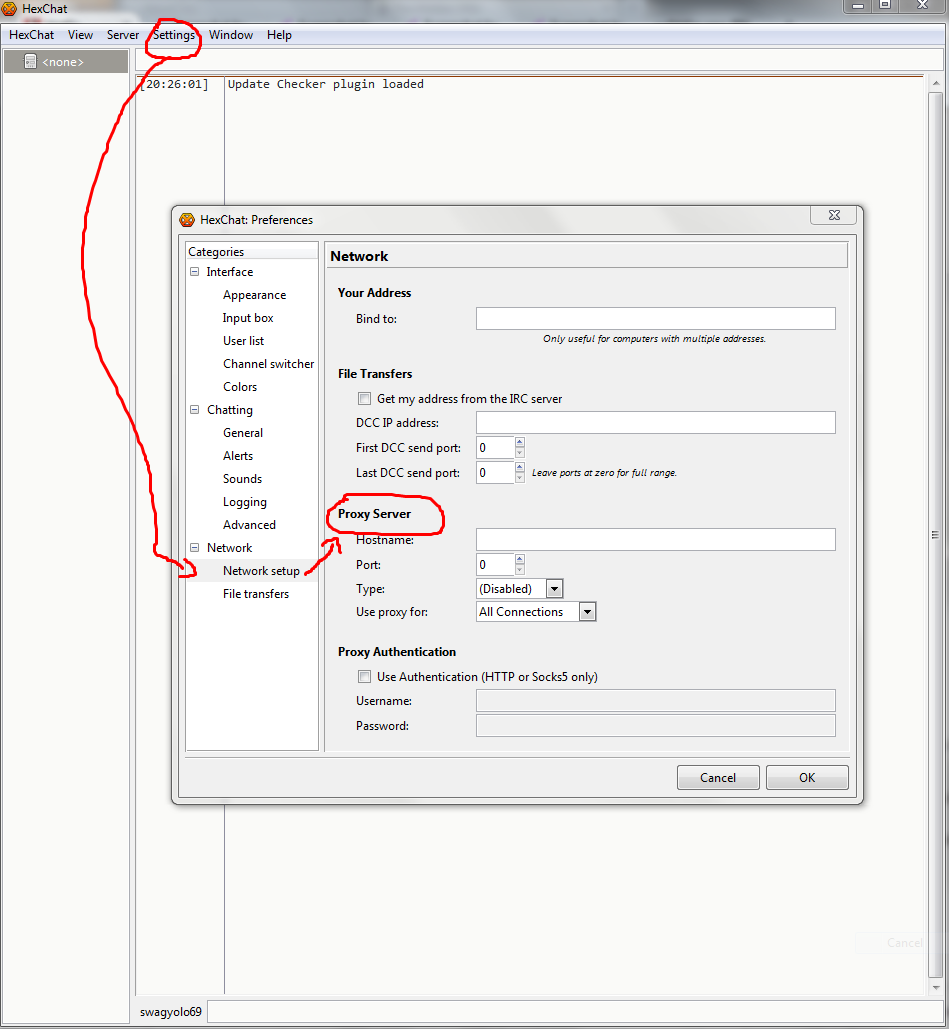 HexChat
HexChat View Server Settings Window Help
<none>
[20:26:01] Update Checker plugin loaded
HexChat: Preferences
Categories
Interface
Appearance
Input box
User list
Channel switcher
Colors
Chatting
General
Alerts
Sounds
Logging
Advanced
Network
Network setup
File transfers
Network
Your Address
Bind to:
Only useful for computers with multiple addresses.
File Transfers
Get my address from the IRC server
DCC IP address:
First DCC send port: 0
Last DCC send port: 0 Leave ports at zero for full range.
Proxy Server
Hostname:
Port: 0
Type: (Disabled)
Use proxy for: All Connections
Proxy Authentication
Use Authentication (HTTP or Socks5 only)
Username:
Password:
Cancel OK
Cancel
swagyolo69